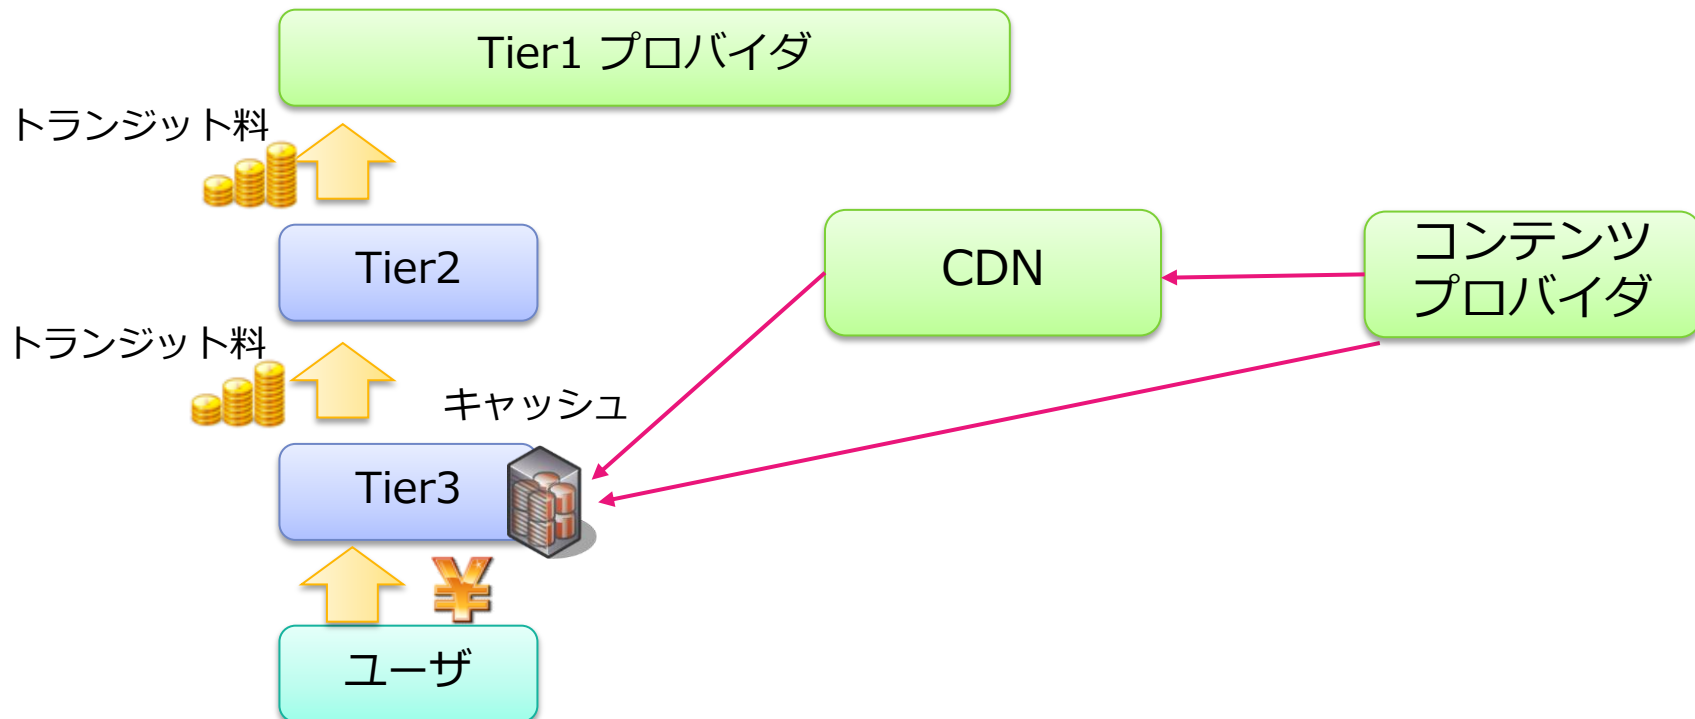 Tier1 プロバイダ
トランジット料
Tier2
CDN
コンテンツ
プロバイダ
トランジット料
キャッシュ
Tier3
¥
ユーザ